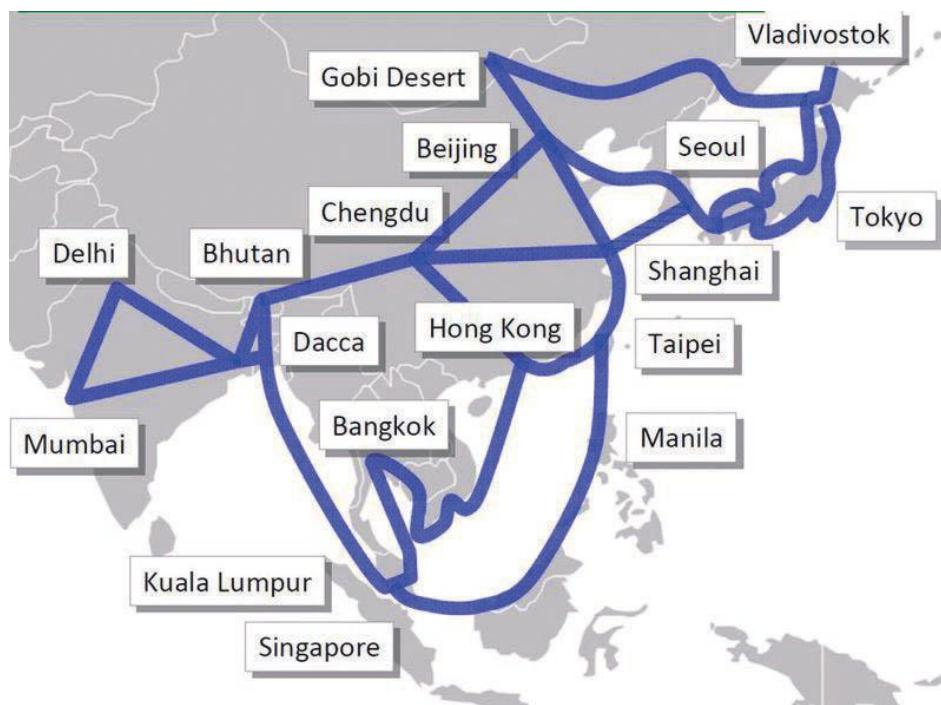 Vladivostok
Gobi Desert
Beijing
Seoul
Chengdu
Tokyo
Delhi
Bhutan
Shanghai
Dacca
Hong Kong
Taipei
Bangkok
Manila
Mumbai
Kuala Lumpur
Singapore